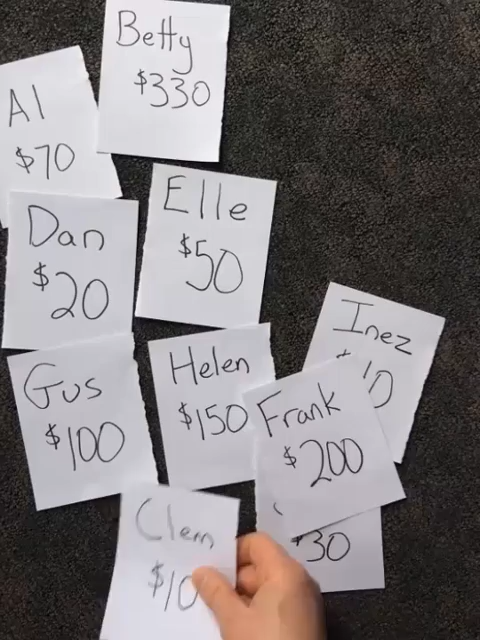 Betty
$330
Al
$70
Elle
$50
Dan
$20
Inez
Helen
$150
Gus
$100
Frank
$200
Clem
$30